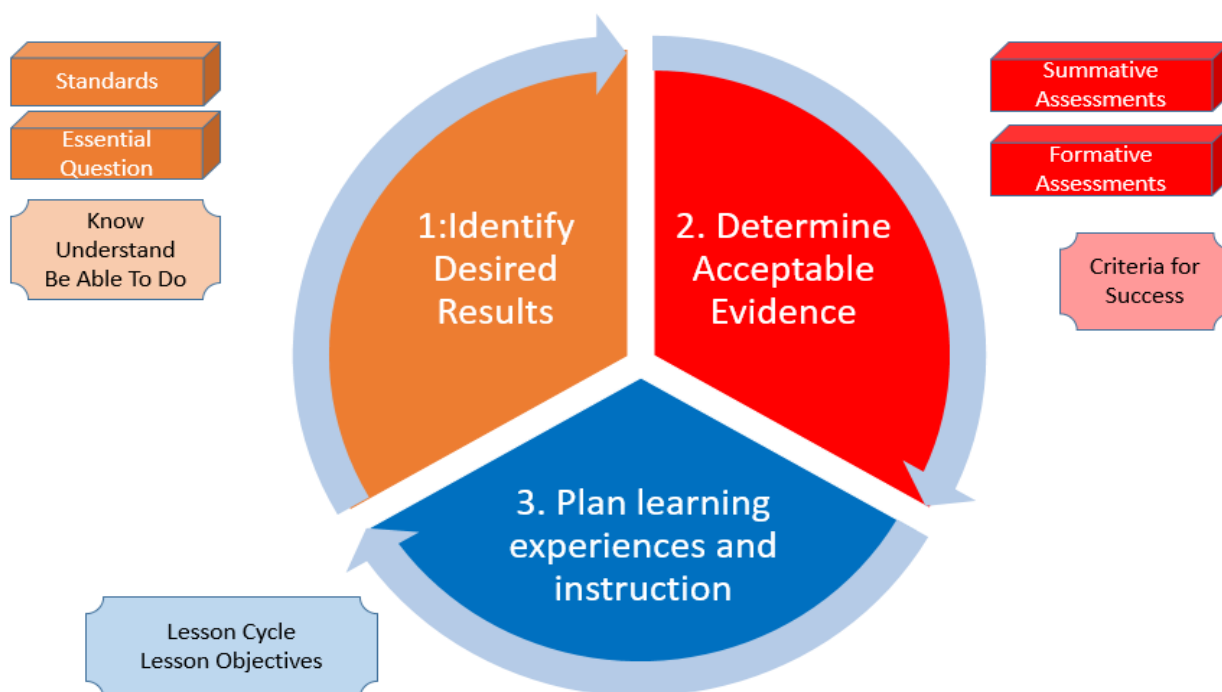 Standards
Essential
Question
Know
Understand
Be Able To Do
1:Identify
Desired
Results
2. Determine
Acceptable
Evidence
Summative
Assessments
Formative
Assessments
Criteria for
Success
3. Plan learning
experiences and
instruction
Lesson Cycle
Lesson Objectives